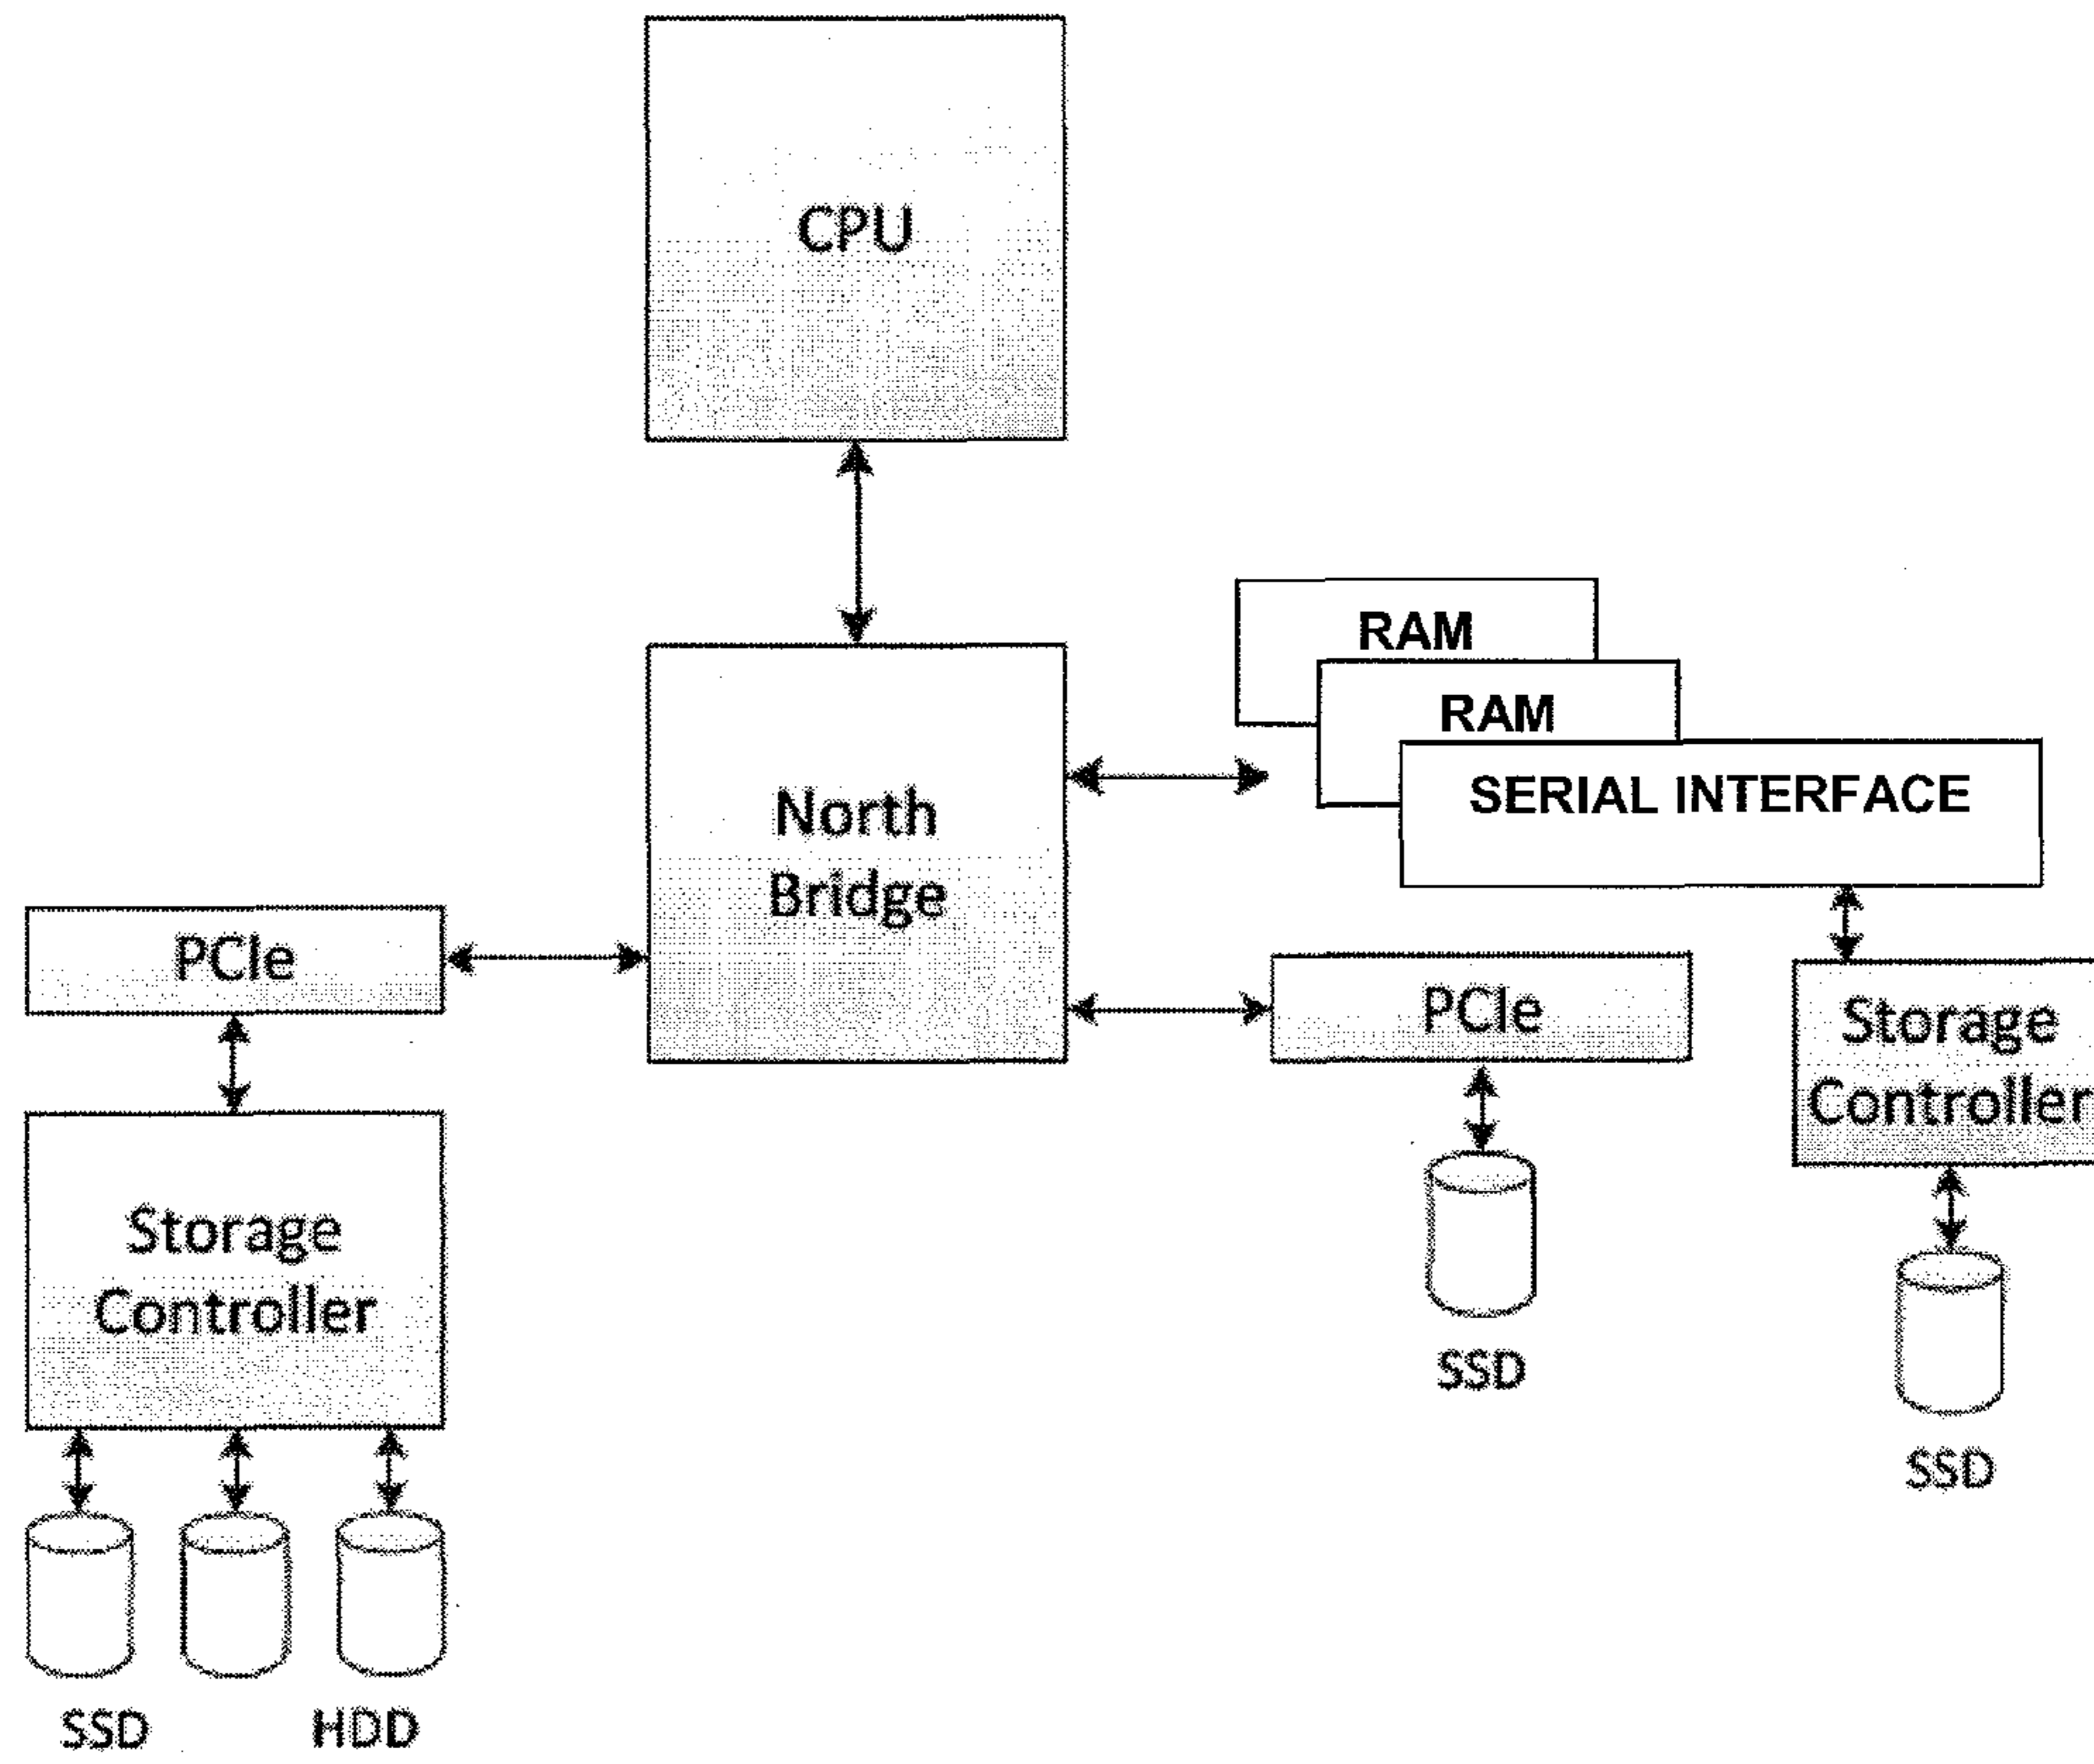 CPU
RAM
RAM
SERIAL INTERFACE
North
Bridge
PCIe
PCIe
Storage
Controller
Storage
Controller
SSD
SSD
SSD
HDD